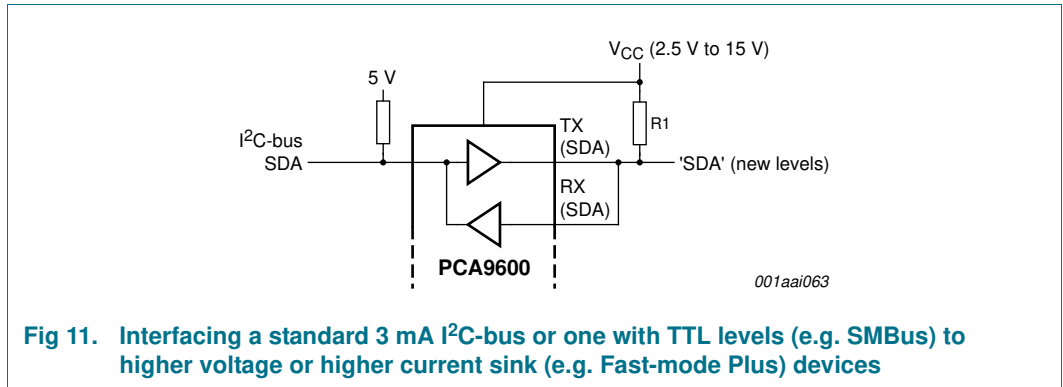 V_CC (2.5 V to 15 V)
5 V
R1
TX
(SDA)
I²C-bus
SDA
'SDA' (new levels)
RX
(SDA)
PCA9600
001aai063
Fig 11. Interfacing a standard 3 mA I²C-bus or one with TTL levels (e.g. SMBus) to
higher voltage or higher current sink (e.g. Fast-mode Plus) devices